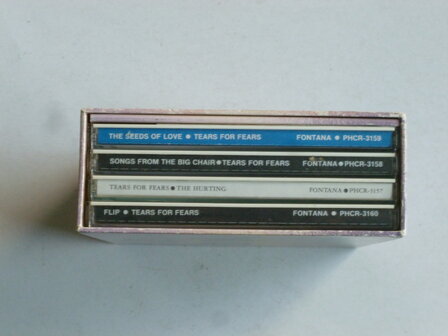 THE SEEDS OF LOVE ● TEARS FOR FEARS FONTANA ● PHCR-3159
SONGS FROM THE BIG CHAIR ● TEARS FOR FEARS FONTANA ● PHCR-3158
TEARS FOR FEARS ● THE HURTING FONTANA ● PHCR-3157
FLIP ● TEARS FOR FEARS FONTANA ● PHCR-3160